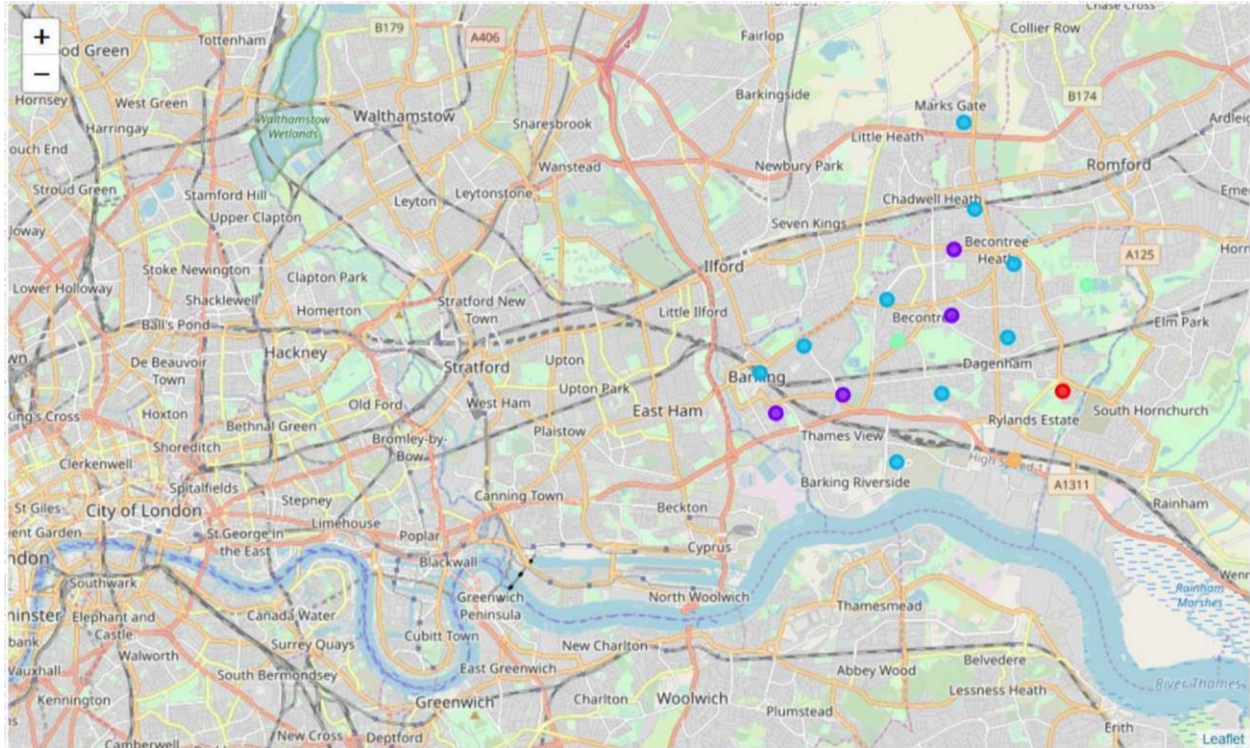 +
−
ood Green
Tottenham
B179
A406
Fairlop
Collier Row
Hornsey
West Green
Harringay
Walthamstow
Walthamstow
Wetlands
Snaresbrook
Barkingside
B174
Marks Gate
Little Heath
Ardleig
ouch End
Wanstead
Newbury Park
Romford
Stroud Green
Stamford Hill
Upper Clapton
Leyton
Leytonstone
Chadwell Heath
Seven Kings
Becontree
Heath
A125
Horn
Stoke Newington
Clapton Park
Ilford
Lower Holloway
Shacklewell
Homerton
Stratford New
Town
Little Ilford
Elm Park
Ball's Pond
Hackney
De Beauvoir
Town
Stratford
Upton
Upton Park
Dagenham
King's Cross
Hoxton
Old Ford
West Ham
East Ham
South Hornchurch
Rylands Estate
Bethnal Green
Shoreditch
Bromley-by-
Bow
Plaistow
Thames View
Clerkenwell
High Speed 1
Spitalfields
Stepney
Canning Town
Barking Riverside
A1311
Rainham
St Giles
City of London
Limehouse
Beckton
St.George in
the East
Poplar
Blackwall
Cyprus
Southwark
Greenwich
Peninsula
North Woolwich
Thamesmead
Rainham
Marshes
Elephant and
Castle
Canada Water
Surrey Quays
Cubitt Town
New Charlton
Walworth
South Bermondsey
East Greenwich
Abbey Wood
Belvedere
Vauxhall
Kennington
Greenwich
Charlton
Woolwich
Plumstead
Lessness Heath
River Thames
Erith
Camberwell
New Cross
Deptford
Leaflet